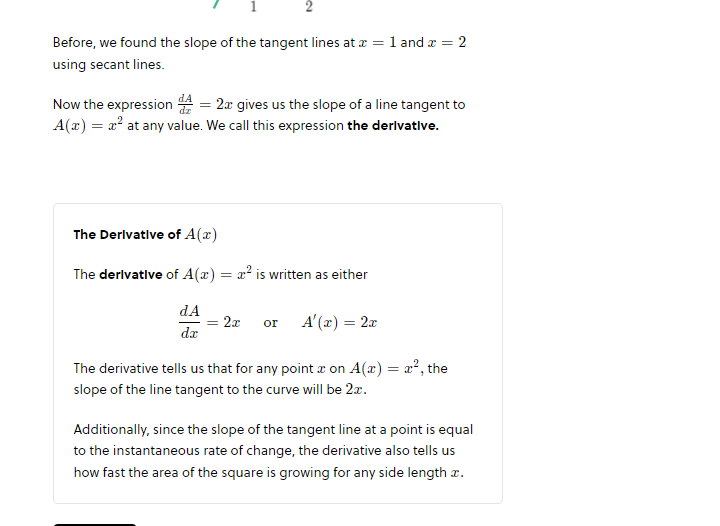 1 2
Before, we found the slope of the tangent lines at x = 1 and x = 2
using secant lines.
Now the expression dA/dx = 2x gives us the slope of a line tangent to
A(x) = x² at any value. We call this expression the derivative.
The Derivative of A(x)
The derivative of A(x) = x² is written as either
dA/dx = 2x or A′(x) = 2x
The derivative tells us that for any point x on A(x) = x², the
slope of the line tangent to the curve will be 2x.
Additionally, since the slope of the tangent line at a point is equal
to the instantaneous rate of change, the derivative also tells us
how fast the area of the square is growing for any side length x.